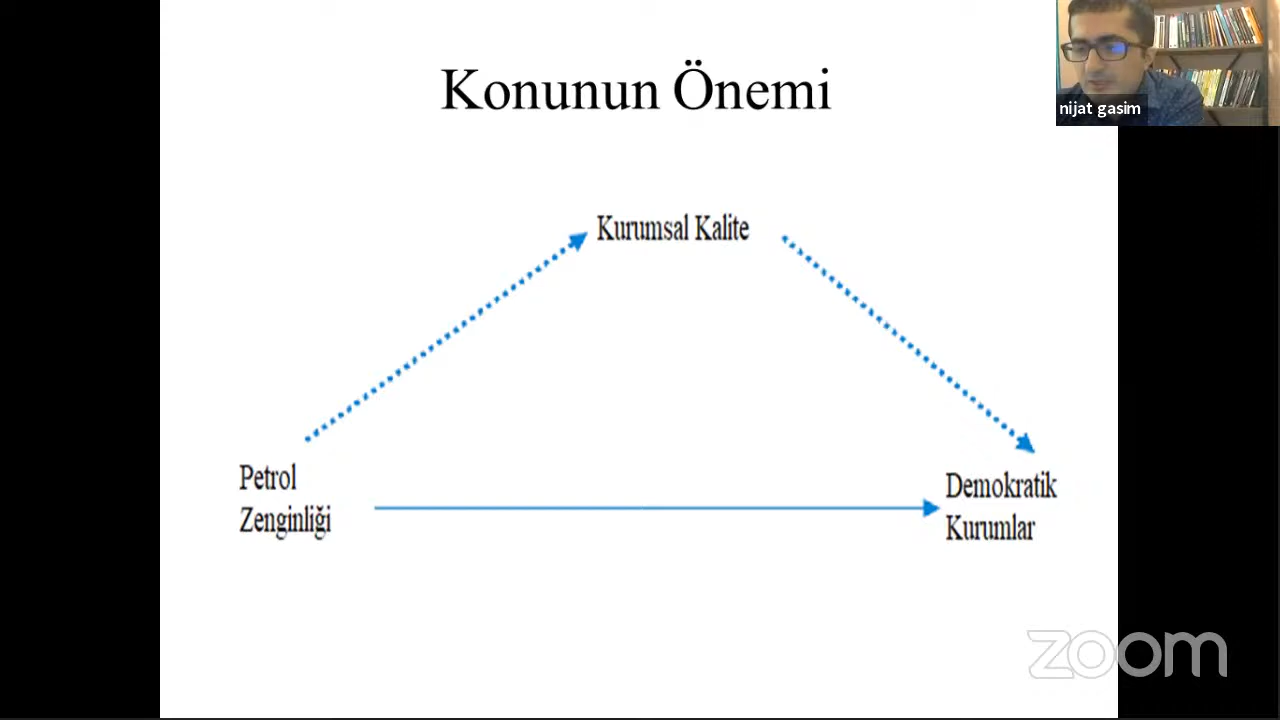 Konunun Önemi
nijat gasim
Kurumsal Kalite
Petrol
Zenginliği
Demokratik
Kurumlar
zoom